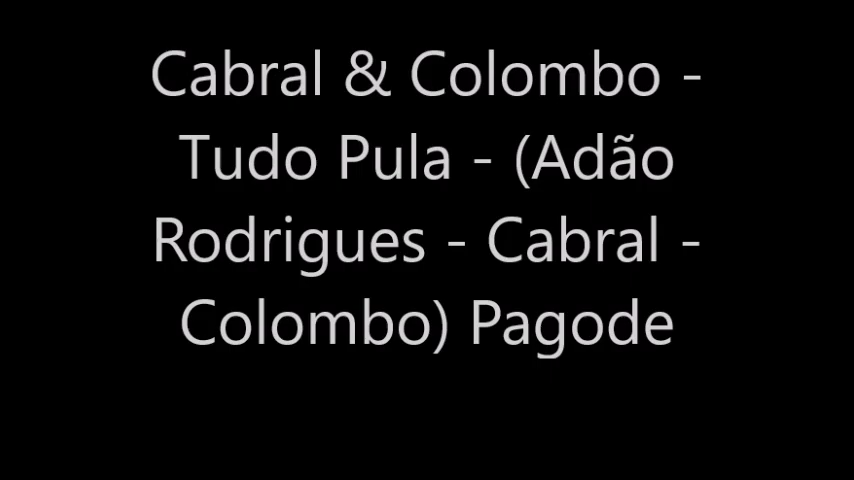 Cabral & Colombo -
Tudo Pula - (Adão
Rodrigues - Cabral -
Colombo) Pagode